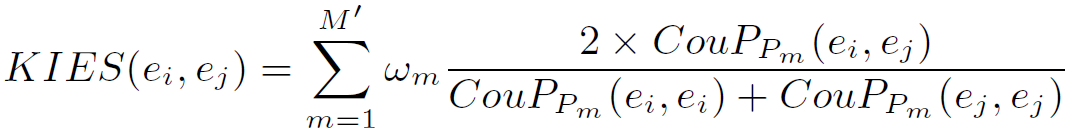 KIES(e_i, e_j) = \sum_{m=1}^{M'} \omega_m \frac{2 \times CouP_{P_m}(e_i, e_j)}{CouP_{P_m}(e_i, e_i) + CouP_{P_m}(e_j, e_j)}